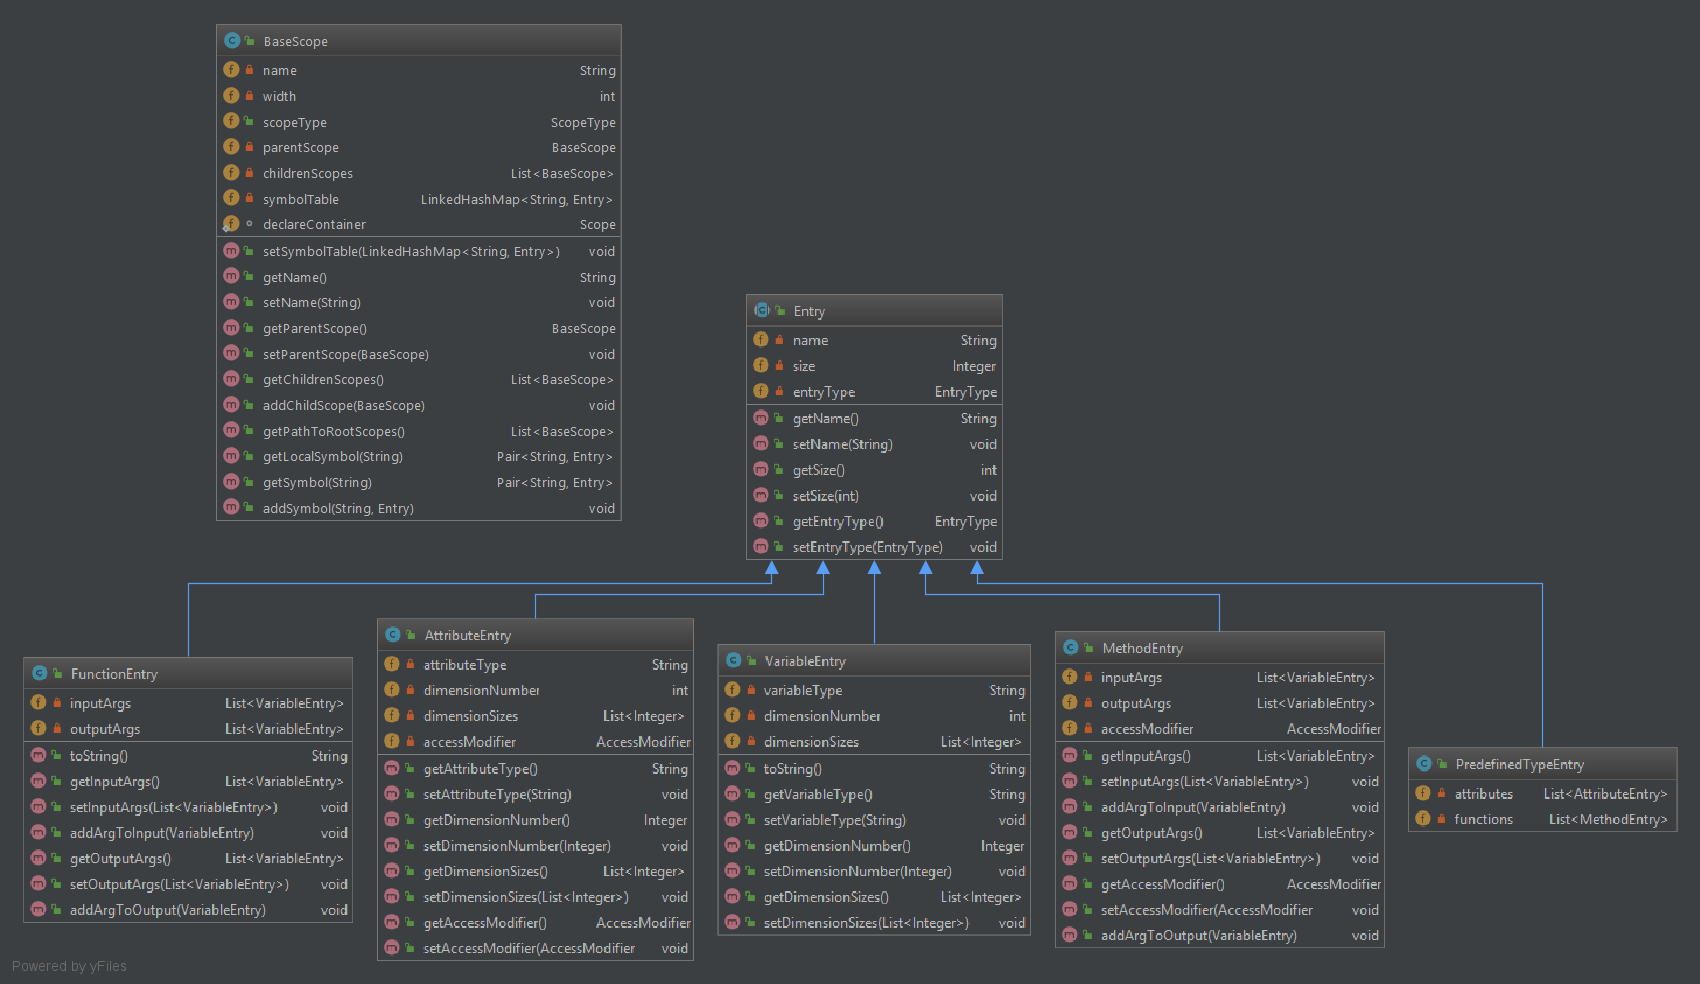 BaseScope
name String
width int
scopeType ScopeType
parentScope BaseScope
childrenScopes List<BaseScope>
symbolTable LinkedHashMap<String, Entry>
declareContainer Scope
setSymbolTable(LinkedHashMap<String, Entry>) void
getName() String
setName(String) void
getParentScope() BaseScope
setParentScope(BaseScope) void
getChildrenScopes() List<BaseScope>
addChildScope(BaseScope) void
getPathToRootScopes() List<BaseScope>
getLocalSymbol(String) Pair<String, Entry>
getSymbol(String) Pair<String, Entry>
addSymbol(String, Entry) void
Entry
name String
size Integer
entryType EntryType
getName() String
setName(String) void
getSize() int
setSize(int) void
getEntryType() EntryType
setEntryType(EntryType) void
FunctionEntry
inputArgs List<VariableEntry>
outputArgs List<VariableEntry>
toString() String
getInputArgs() List<VariableEntry>
setInputArgs(List<VariableEntry>) void
addArgToInput(VariableEntry) void
getOutputArgs() List<VariableEntry>
setOutputArgs(List<VariableEntry>) void
addArgToOutput(VariableEntry) void
AttributeEntry
attributeType String
dimensionNumber int
dimensionSizes List<Integer>
accessModifier AccessModifier
getAttributeType() String
setAttributeType(String) void
getDimensionNumber() Integer
setDimensionNumber(Integer) void
getDimensionSizes() List<Integer>
setDimensionSizes(List<Integer>) void
getAccessModifier() AccessModifier
setAccessModifier(AccessModifier void
VariableEntry
variableType String
dimensionNumber int
dimensionSizes List<Integer>
toString() String
getVariableType() String
setVariableType(String) void
getDimensionNumber() Integer
setDimensionNumber(Integer) void
getDimensionSizes() List<Integer>
setDimensionSizes(List<Integer>) void
MethodEntry
inputArgs List<VariableEntry>
outputArgs List<VariableEntry>
accessModifier AccessModifier
getInputArgs() List<VariableEntry>
setInputArgs(List<VariableEntry>) void
addArgToInput(VariableEntry) void
getOutputArgs() List<VariableEntry>
setOutputArgs(List<VariableEntry>) void
getAccessModifier() AccessModifier
setAccessModifier(AccessModifier void
addArgToOutput(VariableEntry) void
PredefinedTypeEntry
attributes List<AttributeEntry>
functions List<MethodEntry>
Powered by yFiles